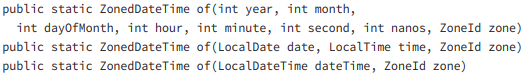 public static ZonedDateTime of(int year, int month,
int dayOfMonth, int hour, int minute, int second, int nanos, ZoneId zone)
public static ZonedDateTime of(LocalDate date, LocalTime time, ZoneId zone)
public static ZonedDateTime of(LocalDateTime dateTime, ZoneId zone)